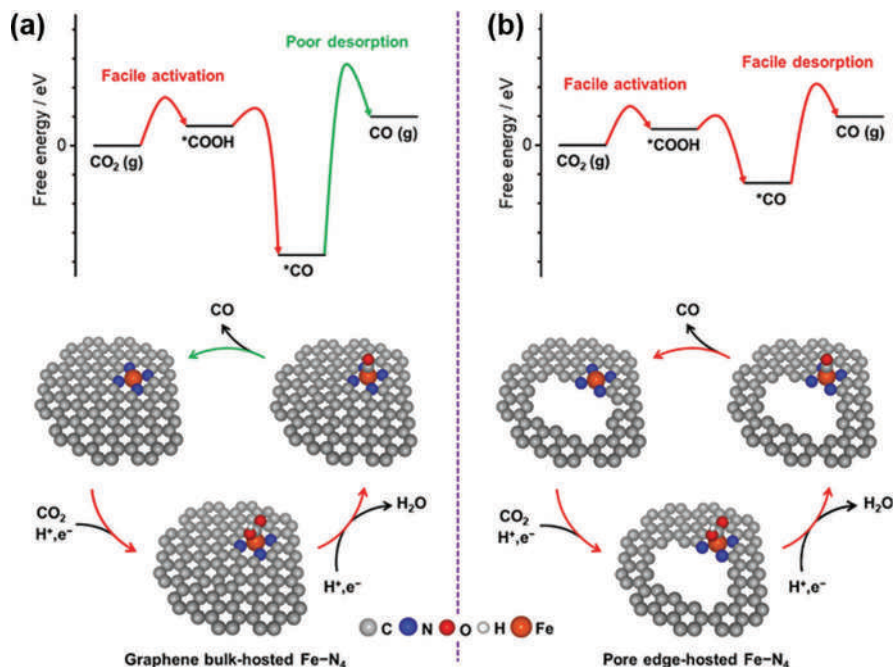 (a)
Free energy / eV
0
Facile activation
Poor desorption
CO₂ (g)
*COOH
*CO
CO (g)
CO
CO₂
H⁺,e⁻
H₂O
H⁺,e⁻
Graphene bulk-hosted Fe−N₄
(b)
Free energy / eV
0
Facile activation
Facile desorption
CO₂ (g)
*COOH
*CO
CO (g)
CO
CO₂
H⁺,e⁻
H₂O
H⁺,e⁻
C N O H Fe
Pore edge-hosted Fe−N₄